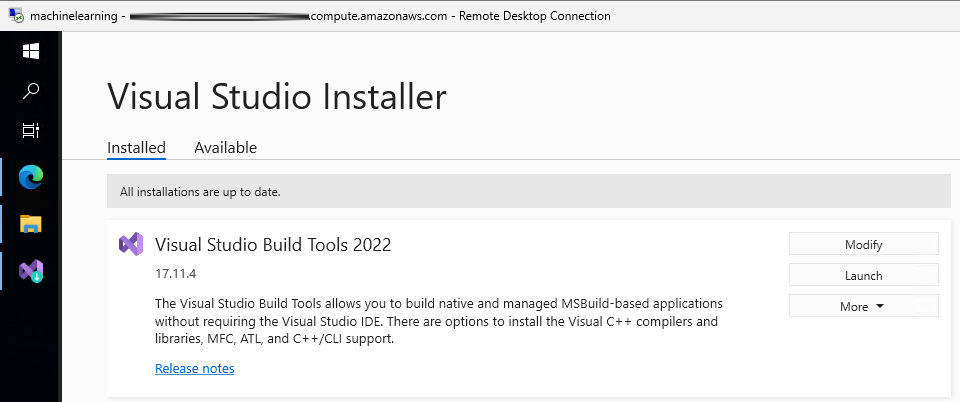 machinelearning - .compute.amazonaws.com - Remote Desktop Connection
Visual Studio Installer
Installed Available
All installations are up to date.
Visual Studio Build Tools 2022
Modify
17.11.4
Launch
The Visual Studio Build Tools allows you to build native and managed MSBuild-based applications
without requiring the Visual Studio IDE. There are options to install the Visual C++ compilers and
libraries, MFC, ATL, and C++/CLI support.
More
Release notes